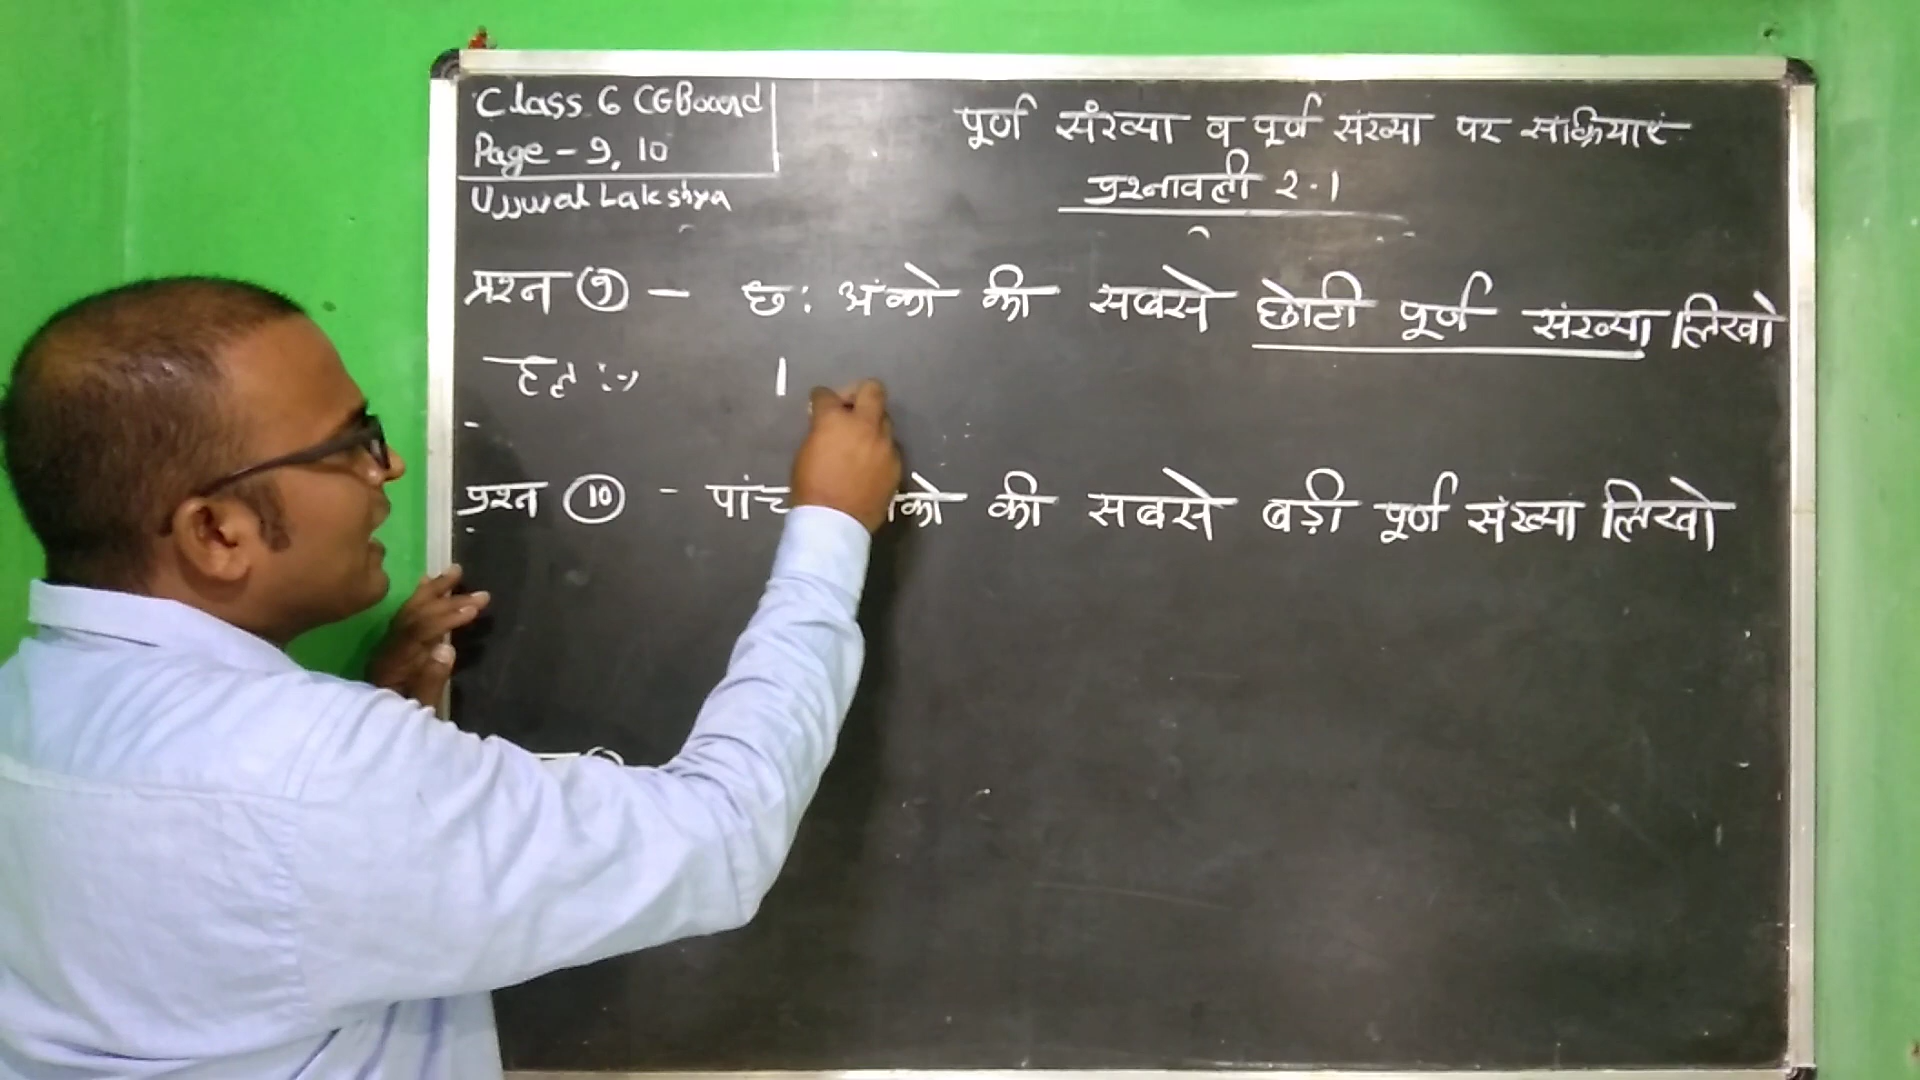 Class 6 CGBoard
Page - 9, 10
Ujjwal Lakshya
पूर्ण संख्या व पूर्ण संख्या पर संक्रियाएं
प्रश्नावली 2.1
प्रश्न 9 - छ: अंको की सबसे छोटी पूर्ण संख्या लिखो
हल :- 1
प्रश्न 10 - पांच की सबसे बड़ी पूर्ण संख्या लिखो